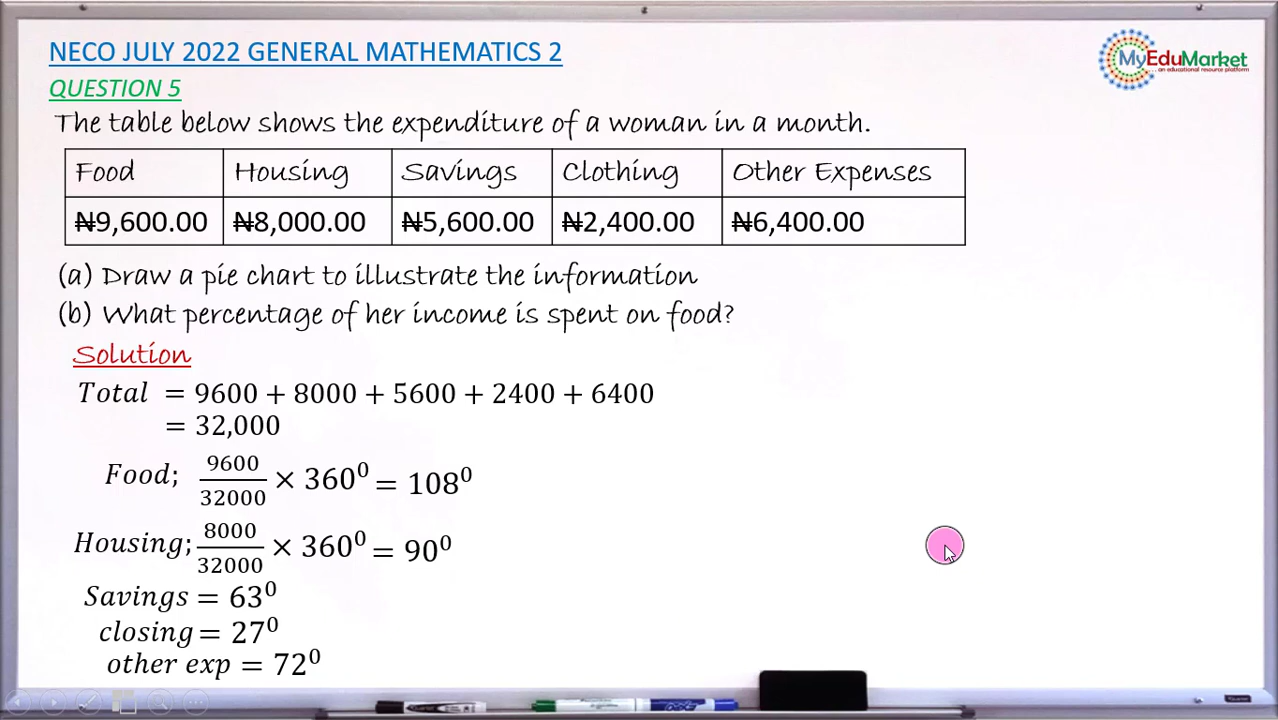 NECO JULY 2022 GENERAL MATHEMATICS 2
MyEduMarket
...an educational resource platform
QUESTION 5
The table below shows the expenditure of a woman in a month.
Food Housing Savings Clothing Other Expenses
₦9,600.00 ₦8,000.00 ₦5,600.00 ₦2,400.00 ₦6,400.00
(a) Draw a pie chart to illustrate the information
(b) What percentage of her income is spent on food?
Solution
Total = 9600 + 8000 + 5600 + 2400 + 6400
= 32,000
Food; 9600/32000 × 360⁰ = 108⁰
Housing; 8000/32000 × 360⁰ = 90⁰
Savings = 63⁰
closing = 27⁰
other exp = 72⁰